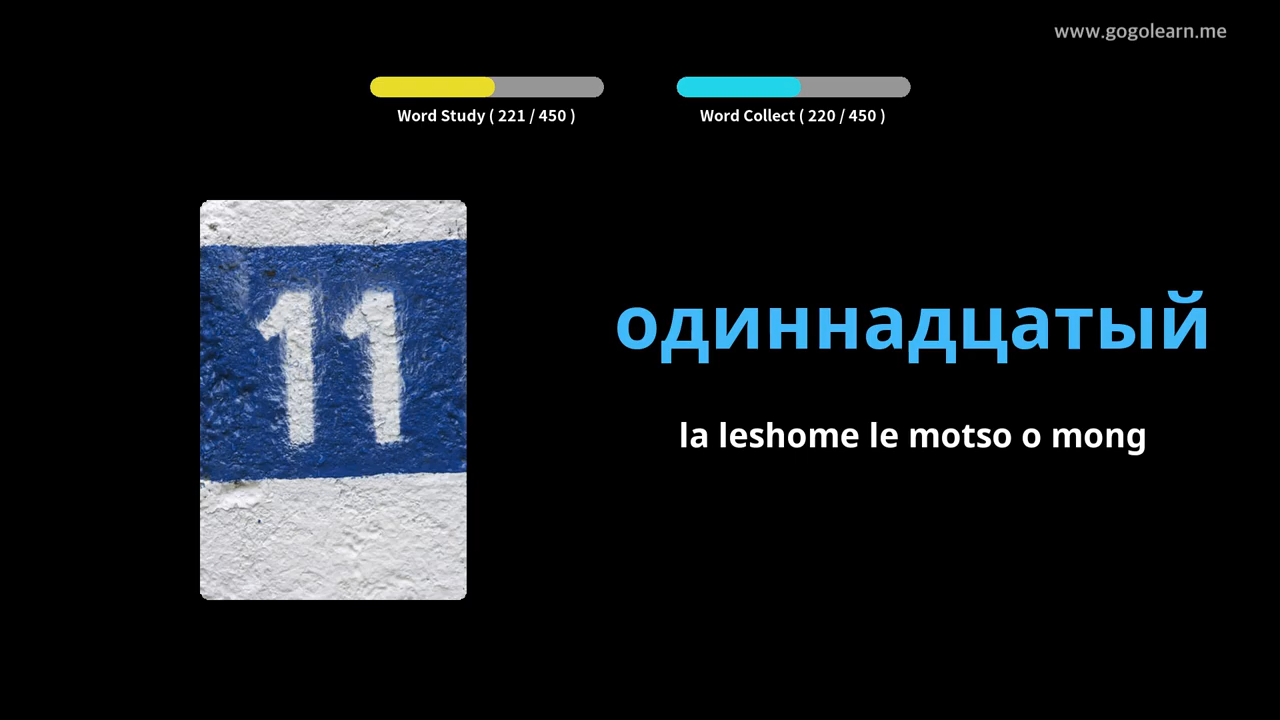 www.gogolearn.me
Word Study ( 221 / 450 )
Word Collect ( 220 / 450 )
11
одиннадцатый
la leshome le motso o mong